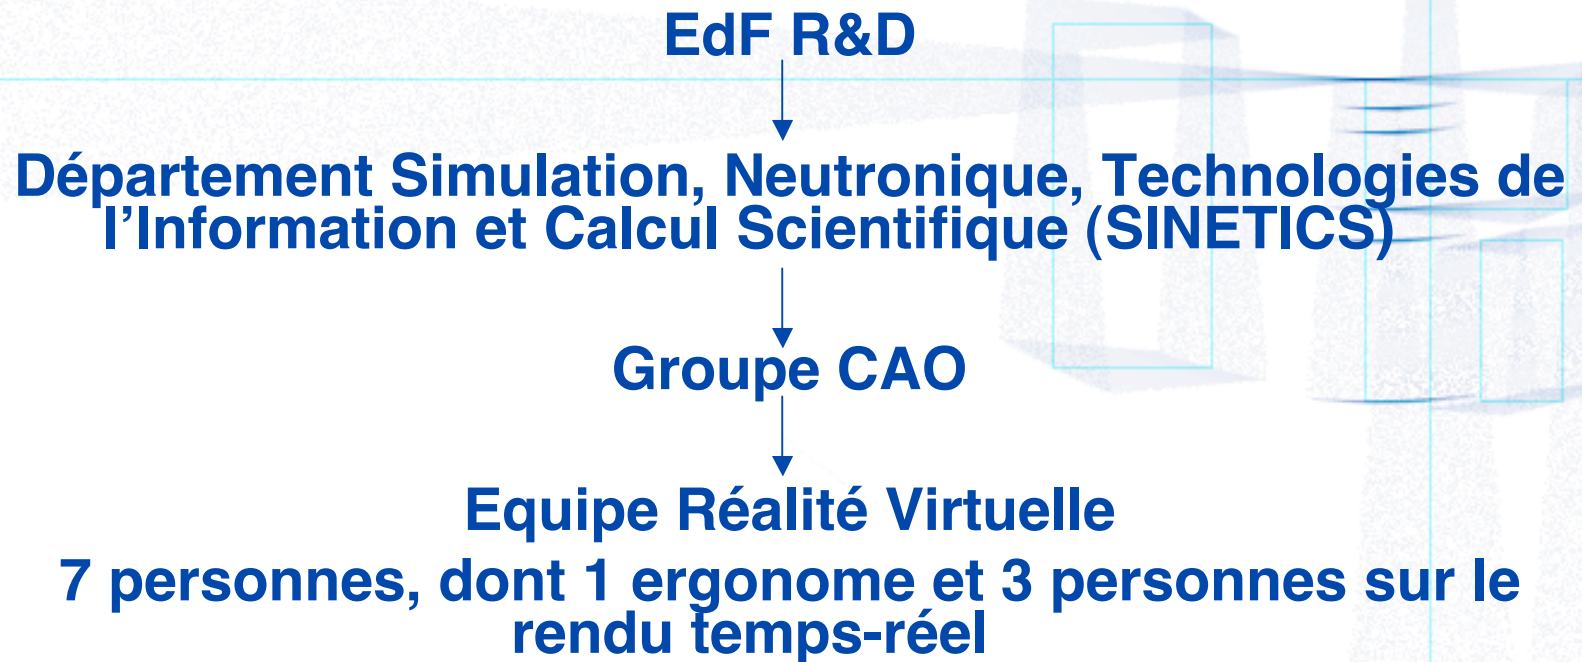 EdF R&D
Département Simulation, Neutronique, Technologies de
l’Information et Calcul Scientifique (SINETICS)
Groupe CAO
Equipe Réalité Virtuelle
7 personnes, dont 1 ergonome et 3 personnes sur le
rendu temps-réel